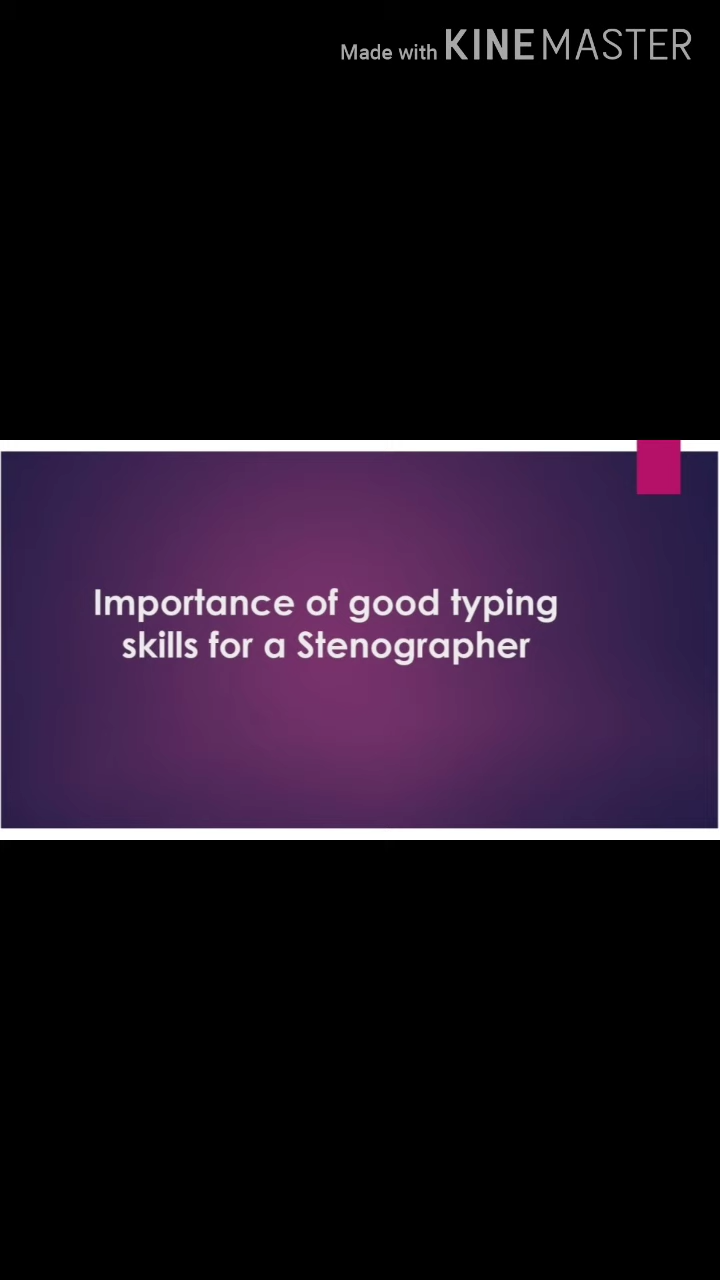 Made with KINEMASTER
Importance of good typing
skills for a Stenographer